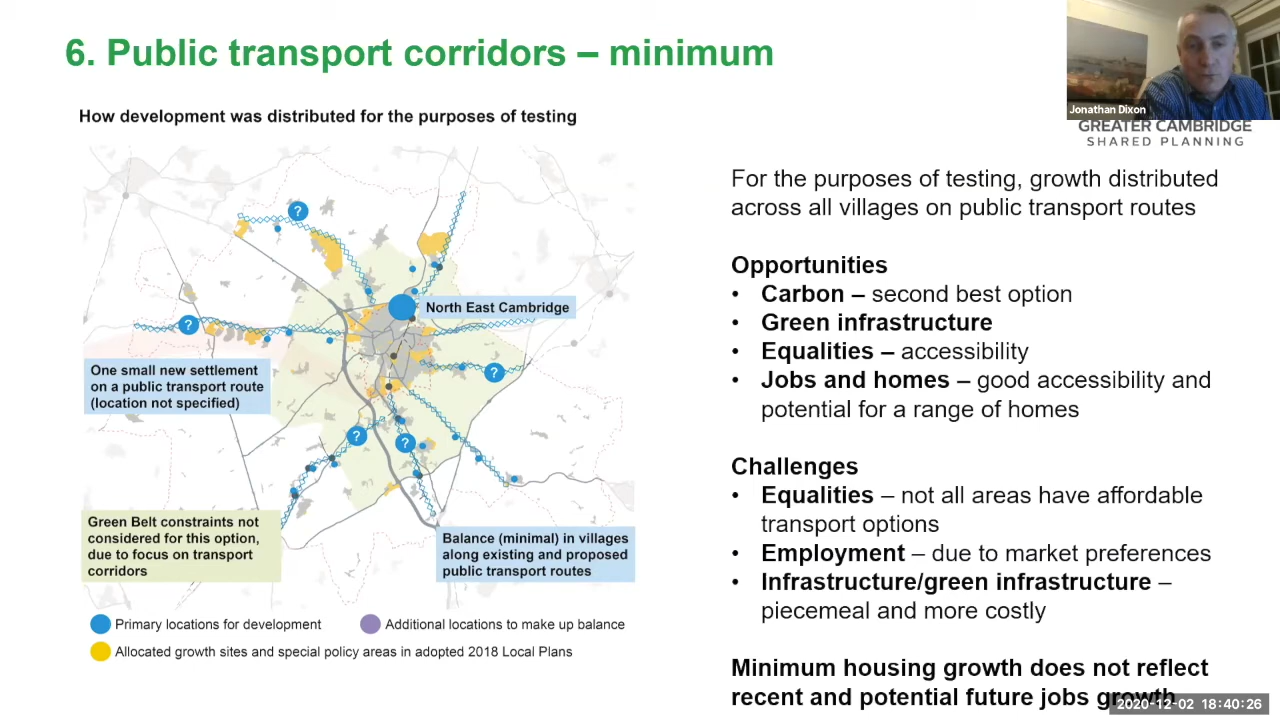 6. Public transport corridors – minimum
Jonathan Dixon
GREATER CAMBRIDGE
SHARED PLANNING
How development was distributed for the purposes of testing
?
North East Cambridge
?
?
One small new settlement
on a public transport route
(location not specified)
?
?
Green Belt constraints not
considered for this option,
due to focus on transport
corridors
Balance (minimal) in villages
along existing and proposed
public transport routes
Primary locations for development
Additional locations to make up balance
Allocated growth sites and special policy areas in adopted 2018 Local Plans
For the purposes of testing, growth distributed
across all villages on public transport routes
Opportunities
• Carbon – second best option
• Green infrastructure
• Equalities – accessibility
• Jobs and homes – good accessibility and
potential for a range of homes
Challenges
• Equalities – not all areas have affordable
transport options
• Employment – due to market preferences
• Infrastructure/green infrastructure –
piecemeal and more costly
Minimum housing growth does not reflect
recent and potential future jobs growth
2020-12-02 18:40:26